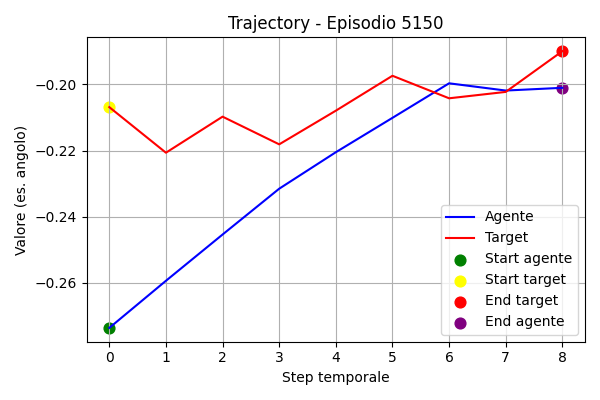 Trajectory - Episodio 5150
Valore (es. angolo)
−0.20
−0.22
−0.24
−0.26
0 1 2 3 4 5 6 7 8
Step temporale
Agente
Target
Start agente
Start target
End target
End agente